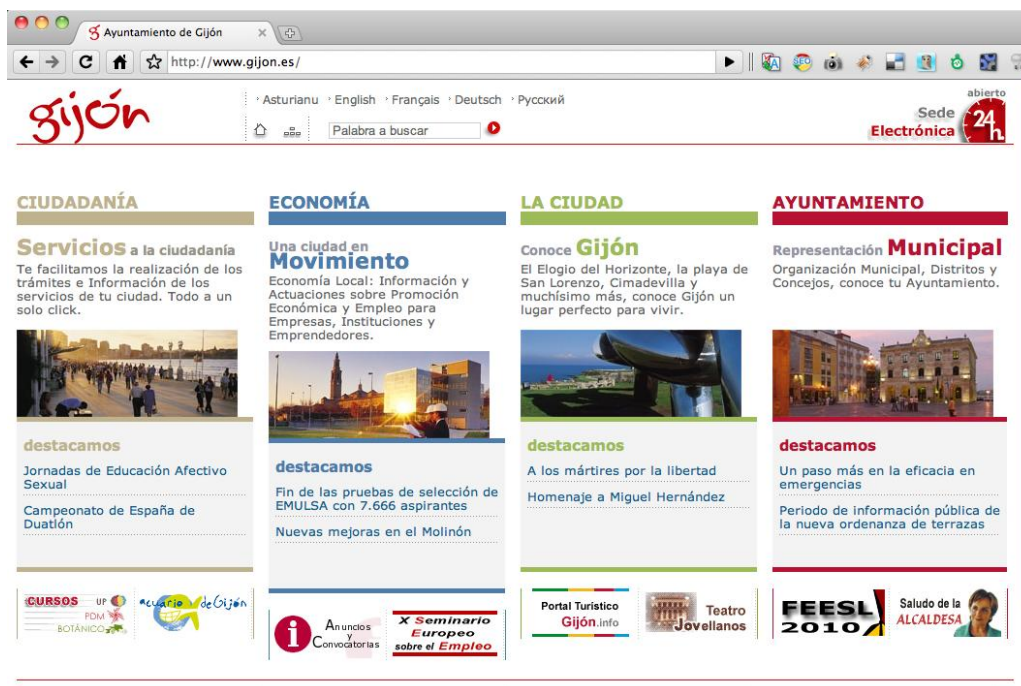 Ayuntamiento de Gijón
http://www.gijon.es/
SEO
gijón
Asturianu English Français Deutsch Русский
Palabra a buscar
abierto
Sede
Electrónica
24h.
CIUDADANÍA
Servicios a la ciudadanía
Te facilitamos la realización de los
trámites e Información de los
servicios de tu ciudad. Todo a un
solo click.
destacamos
Jornadas de Educación Afectivo
Sexual
Campeonato de España de
Duatlón
CURSOS UP
PDM
BOTÁNICO
acuario de Gijón
ECONOMÍA
Una ciudad en
Movimiento
Economía Local: Información y
Actuaciones sobre Promoción
Económica y Empleo para
Empresas, Instituciones y
Emprendedores.
destacamos
Fin de las pruebas de selección de
EMULSA con 7.666 aspirantes
Nuevas mejoras en el Molinón
i
Anuncios
y
Convocatorias
X Seminario
Europeo
sobre el Empleo
LA CIUDAD
Conoce Gijón
El Elogio del Horizonte, la playa de
San Lorenzo, Cimadevilla y
muchísimo más, conoce Gijón un
lugar perfecto para vivir.
destacamos
A los mártires por la libertad
Homenaje a Miguel Hernández
Portal Turístico
Gijón.info
Teatro
Jovellanos
AYUNTAMIENTO
Representación Municipal
Organización Municipal, Distritos y
Concejos, conoce tu Ayuntamiento.
destacamos
Un paso más en la eficacia en
emergencias
Periodo de información pública de
la nueva ordenanza de terrazas
FEESL
2010
Saludo de la
ALCALDESA